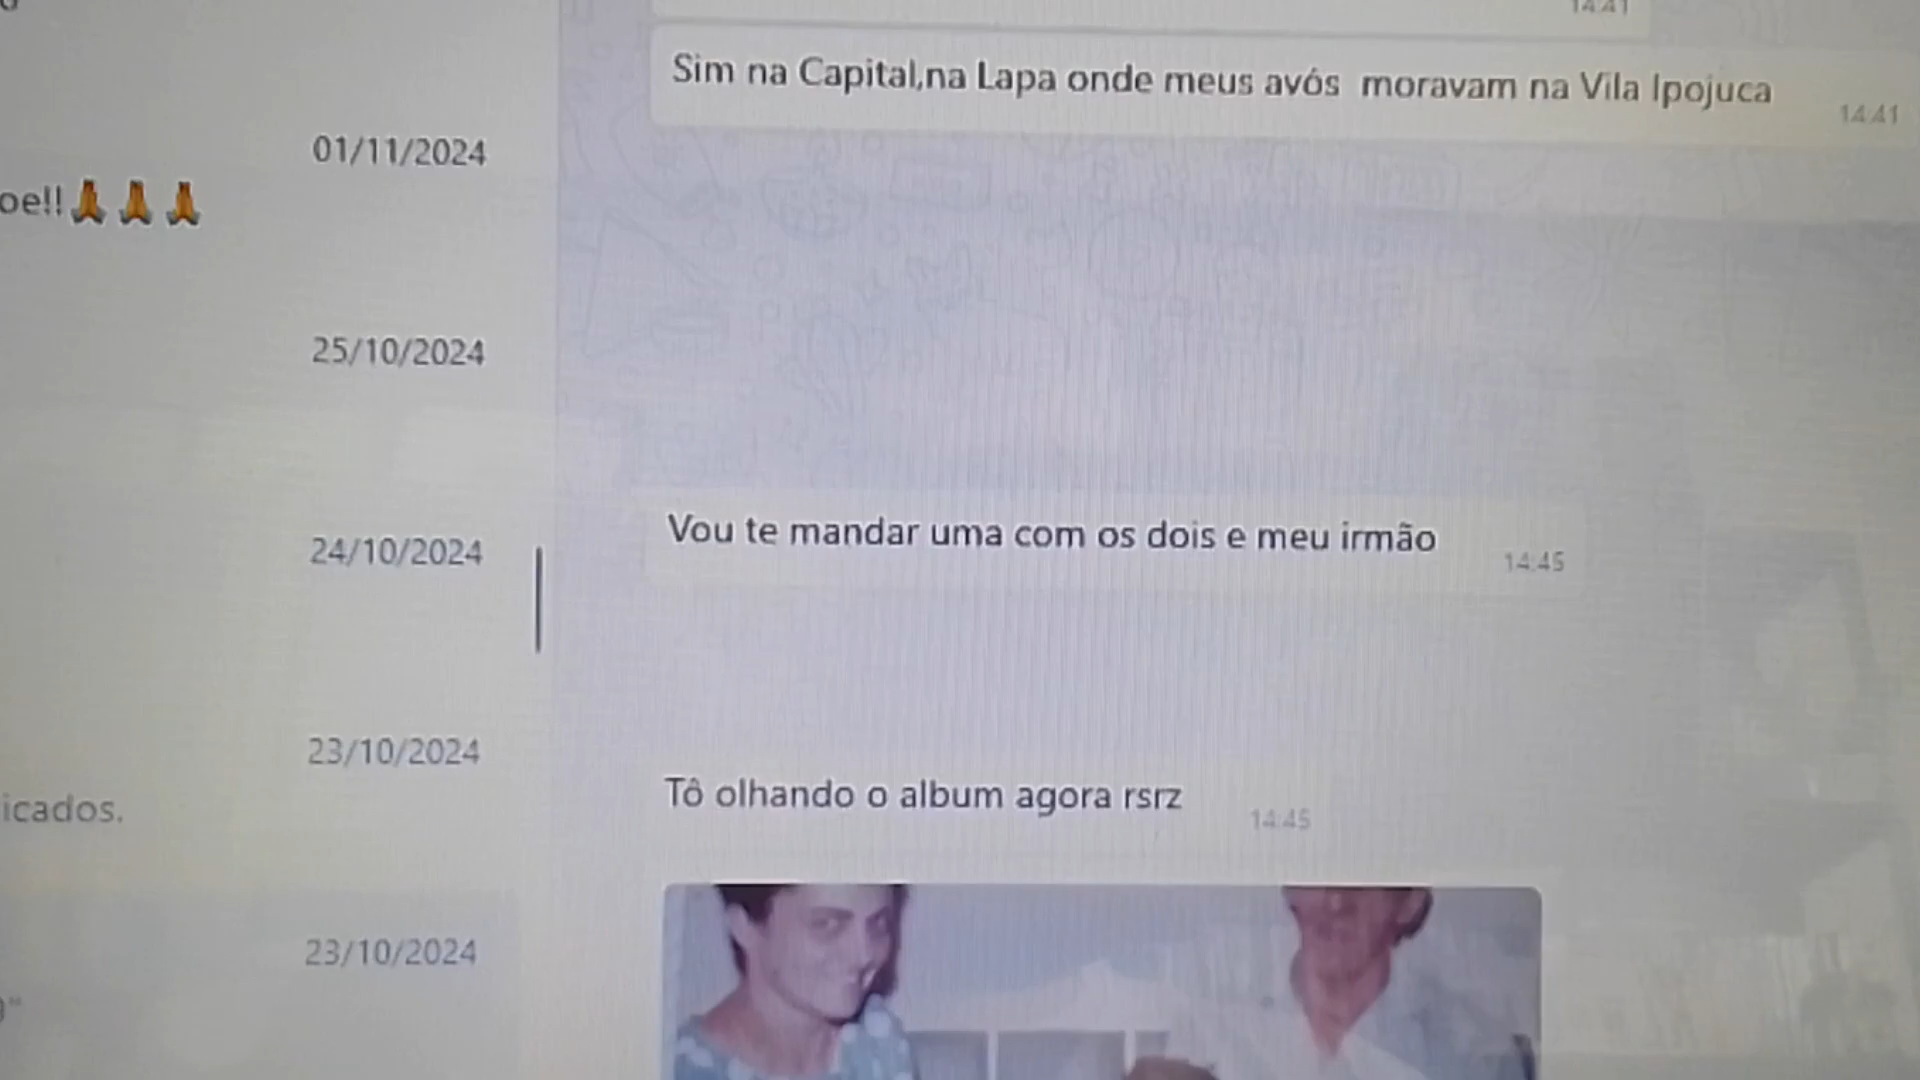 14:41
Sim na Capital,na Lapa onde meus avós moravam na Vila Ipojuca
14:41
01/11/2024
oe!!🙏🙏🙏
25/10/2024
Vou te mandar uma com os dois e meu irmão
14:45
24/10/2024
23/10/2024
icados.
Tô olhando o album agora rsrz
14:45
23/10/2024